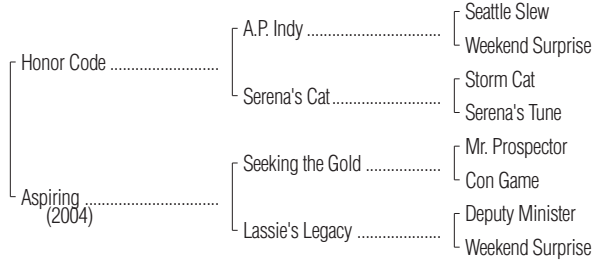 Seattle Slew
A.P. Indy ..............................
Weekend Surprise
Honor Code ........................
Storm Cat
Serena's Cat........................
Serena's Tune
Mr. Prospector
Seeking the Gold .................
Con Game
Aspiring ..............................
(2004)
Deputy Minister
Lassie's Legacy ...................
Weekend Surprise